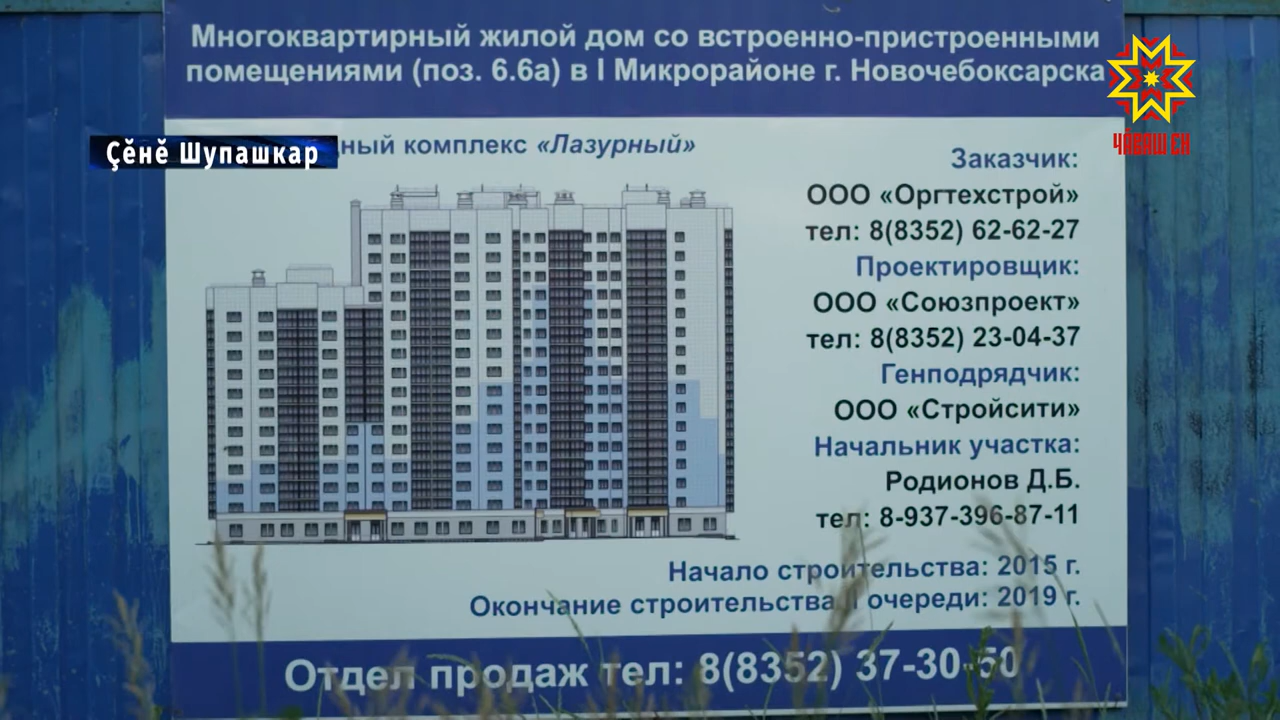 Многоквартирный жилой дом со встроенно-пристроенными
помещениями (поз. 6.6а) в I Микрорайоне г. Новочебоксарска
ЧĂВАШ ЕН
Ҫӗнӗ Шупашкар
комплекс «Лазурный»
Заказчик:
ООО «Оргтехстрой»
тел: 8(8352) 62-62-27
Проектировщик:
ООО «Союзпроект»
тел: 8(8352) 23-04-37
Генподрядчик:
ООО «Стройсити»
Начальник участка:
Родионов Д.Б.
тел: 8-937-396-87-11
Начало строительства: 2015 г.
Окончание строительства I очереди: 2019 г.
Отдел продаж тел: 8(8352) 37-30-50